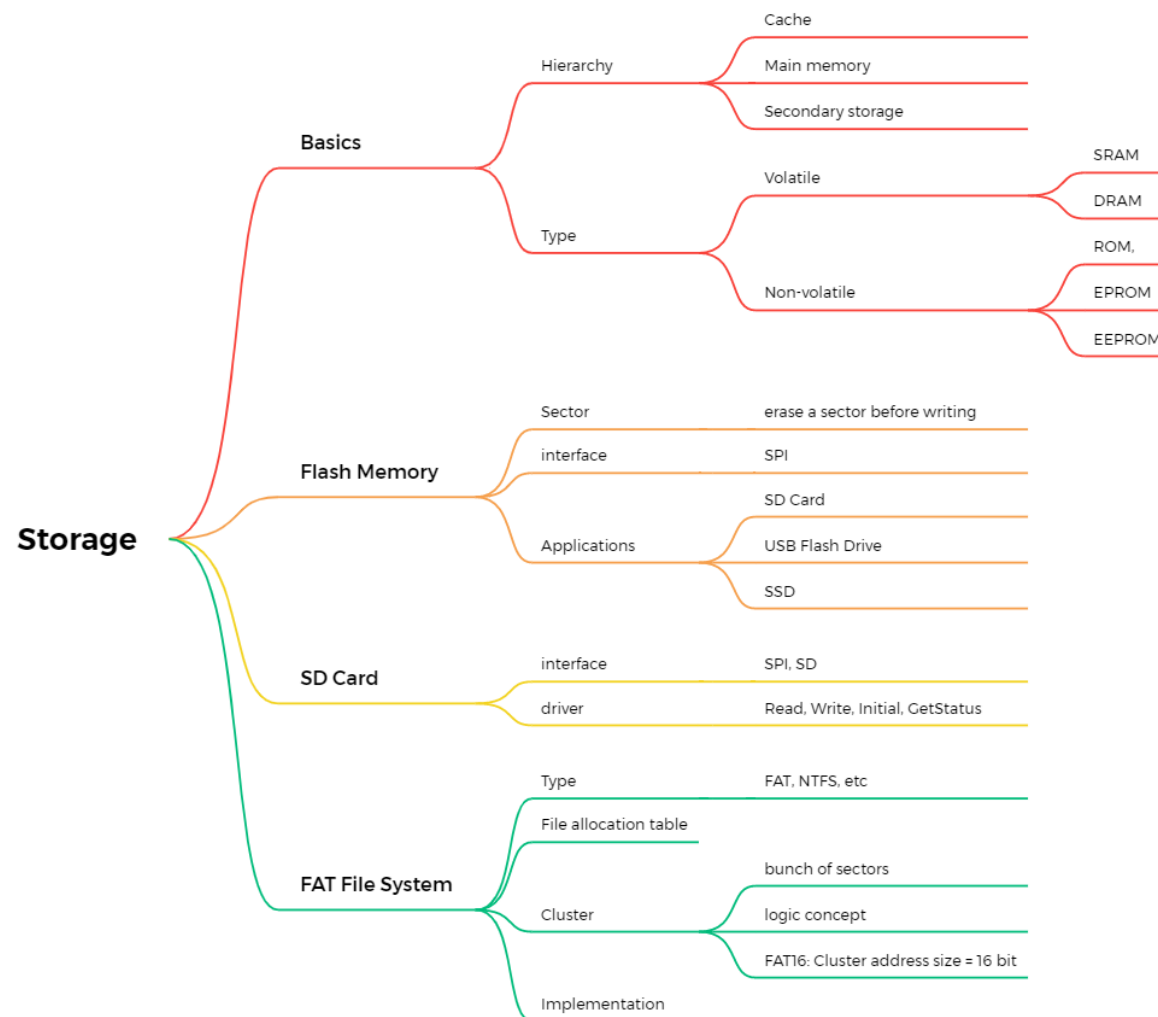 Storage
Basics
Hierarchy
Cache
Main memory
Secondary storage
Type
Volatile
SRAM
DRAM
Non-volatile
ROM,
EPROM
EEPROM
Flash Memory
Sector
erase a sector before writing
interface
SPI
Applications
SD Card
USB Flash Drive
SSD
SD Card
interface
SPI, SD
driver
Read, Write, Initial, GetStatus
FAT File System
Type
FAT, NTFS, etc
File allocation table
Cluster
bunch of sectors
logic concept
FAT16: Cluster address size = 16 bit
Implementation